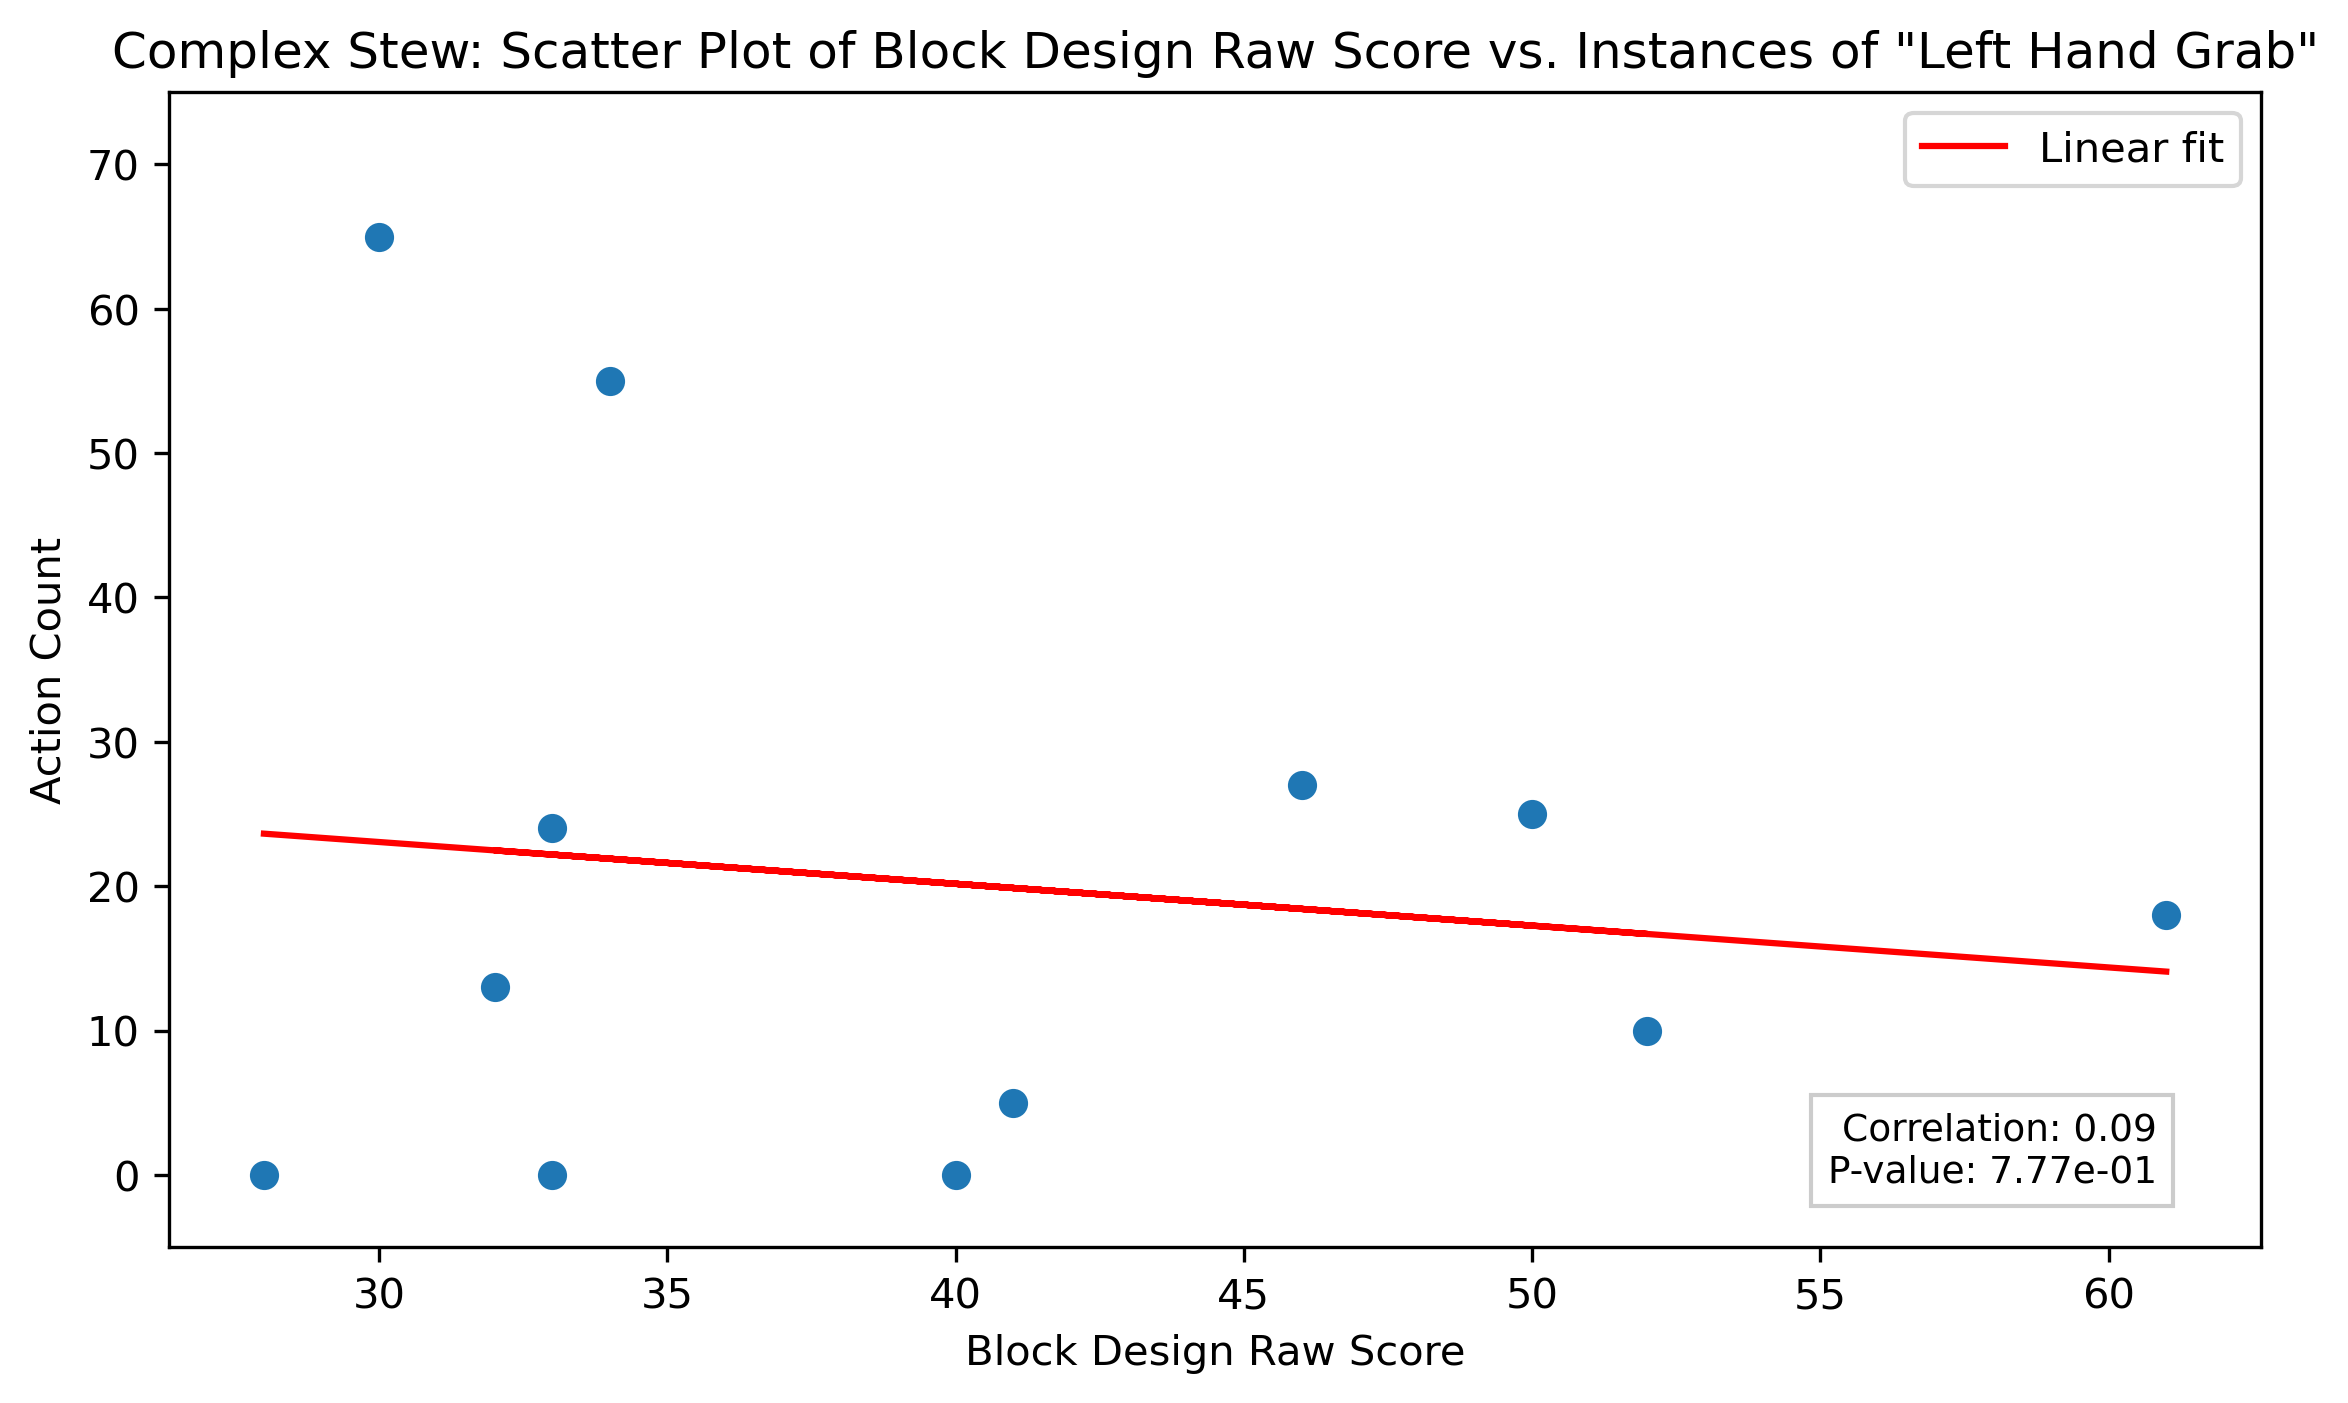 Complex Stew: Scatter Plot of Block Design Raw Score vs. Instances of "Left Hand Grab"
Linear fit
70
60
50
40
30
20
10
0
Action Count
Correlation: 0.09
P-value: 7.77e-01
30
35
40
45
50
55
60
Block Design Raw Score